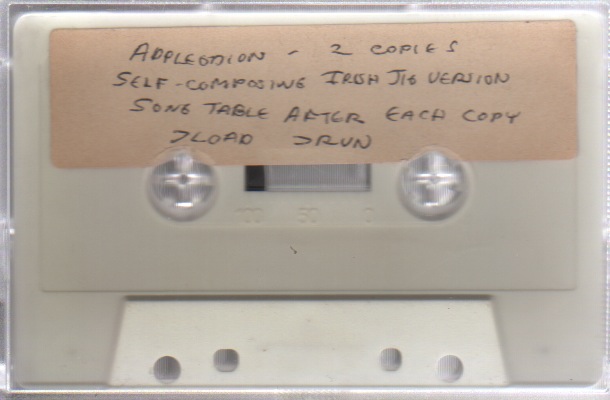 APPLEODION - 2 COPIES
SELF-COMPOSING IRISH JIG VERSION
SONG TABLE AFTER EACH COPY
>LOAD >RUN
100 50 0